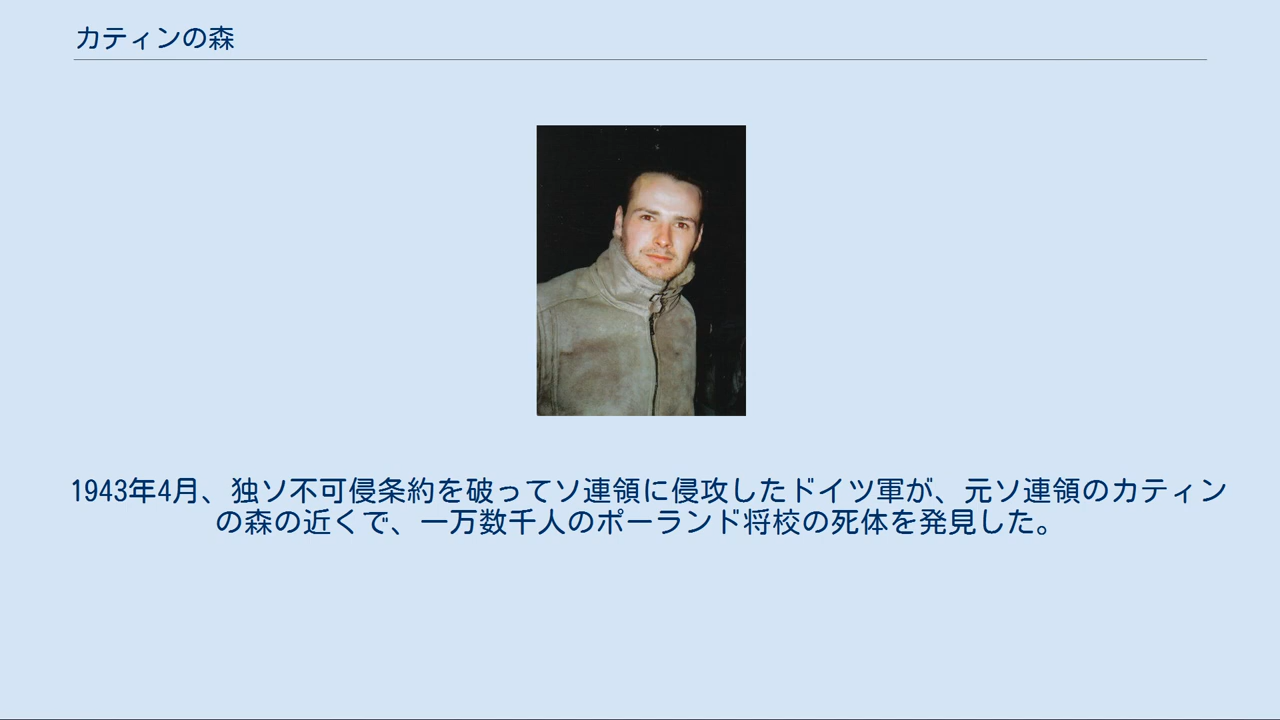 カティンの森
1943年4月、独ソ不可侵条約を破ってソ連領に侵攻したドイツ軍が、元ソ連領のカティン
の森の近くで、一万数千人のポーランド将校の死体を発見した。